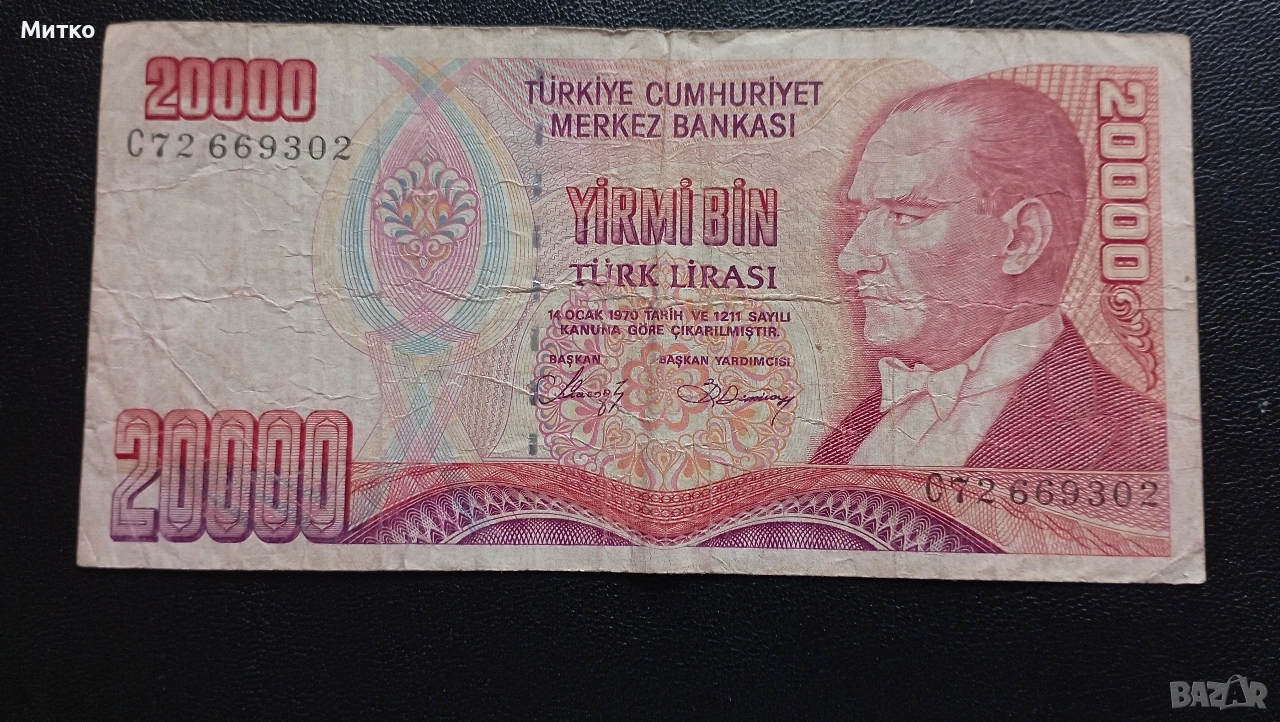 Митко
20000
C72 669302
TÜRKİYE CUMHURİYET
MERKEZ BANKASI
YİRMİ BİN
TÜRK LİRASI
14 OCAK 1970 TARİH VE 1211 SAYILI
KANUNA GÖRE ÇIKARILMIŞTIR.
BAŞKAN BAŞKAN YARDIMCISI
20000
20000
C72 669302
BAZAR